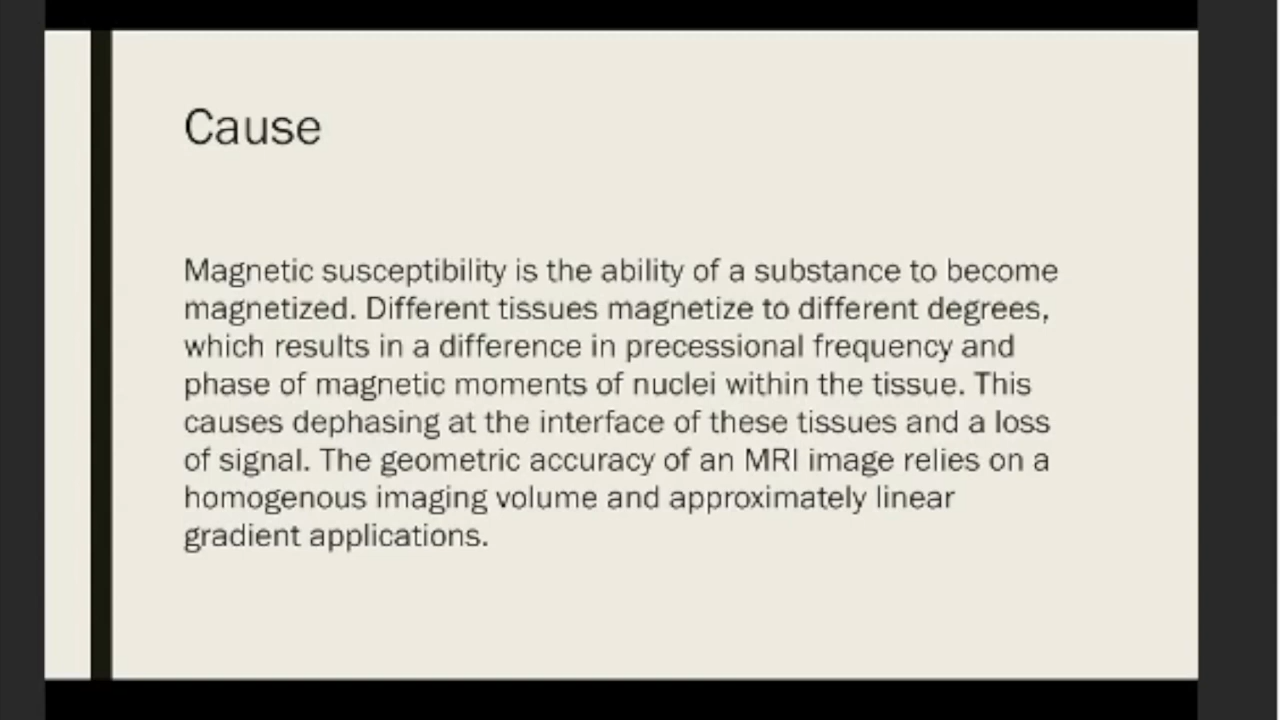 Cause
Magnetic susceptibility is the ability of a substance to become
magnetized. Different tissues magnetize to different degrees,
which results in a difference in precessional frequency and
phase of magnetic moments of nuclei within the tissue. This
causes dephasing at the interface of these tissues and a loss
of signal. The geometric accuracy of an MRI image relies on a
homogenous imaging volume and approximately linear
gradient applications.